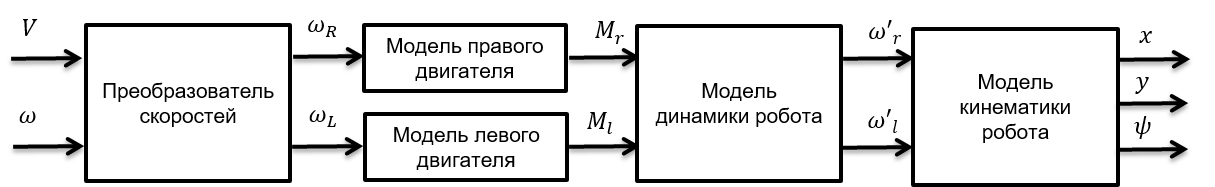 V
ω
Преобразователь
скоростей
ω_R
ω_L
Модель правого
двигателя
Модель левого
двигателя
M_r
M_l
Модель
динамики робота
ω'_r
ω'_l
Модель
кинематики
робота
x
y
ψ